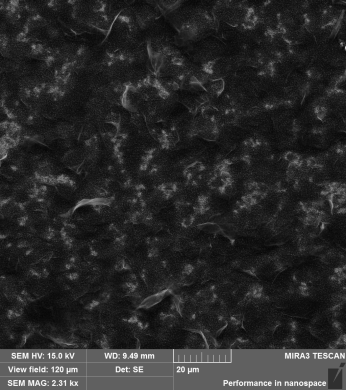 SEM HV: 15.0 kV WD: 9.49 mm MIRA3 TESCAN
View field: 120 µm Det: SE 20 µm
SEM MAG: 2.31 kx Performance in nanospace